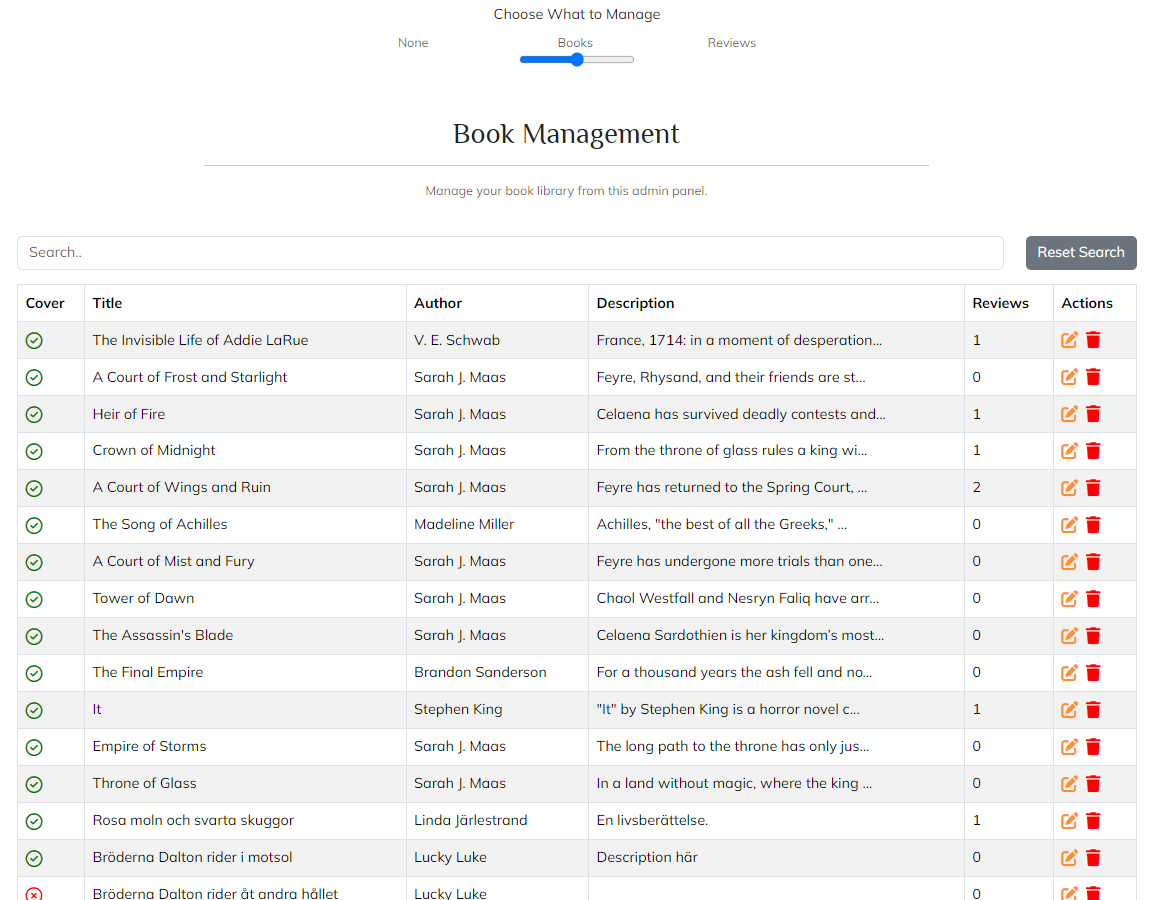 Choose What to Manage
None Books Reviews
Book Management
Manage your book library from this admin panel.
Search.. Reset Search
Cover Title Author Description Reviews Actions
The Invisible Life of Addie LaRue V. E. Schwab France, 1714: in a moment of desperation... 1
A Court of Frost and Starlight Sarah J. Maas Feyre, Rhysand, and their friends are st... 0
Heir of Fire Sarah J. Maas Celaena has survived deadly contests and... 1
Crown of Midnight Sarah J. Maas From the throne of glass rules a king wi... 1
A Court of Wings and Ruin Sarah J. Maas Feyre has returned to the Spring Court, ... 2
The Song of Achilles Madeline Miller Achilles, "the best of all the Greeks," ... 0
A Court of Mist and Fury Sarah J. Maas Feyre has undergone more trials than one... 0
Tower of Dawn Sarah J. Maas Chaol Westfall and Nesryn Faliq have arr... 0
The Assassin's Blade Sarah J. Maas Celaena Sardothien is her kingdom’s most... 0
The Final Empire Brandon Sanderson For a thousand years the ash fell and no... 0
It Stephen King "It" by Stephen King is a horror novel c... 1
Empire of Storms Sarah J. Maas The long path to the throne has only jus... 0
Throne of Glass Sarah J. Maas In a land without magic, where the king ... 0
Rosa moln och svarta skuggor Linda Järlestrand En livsberättelse. 1
Bröderna Dalton rider i motsol Lucky Luke Description här 0
Bröderna Dalton rider åt andra hållet Lucky Luke 0